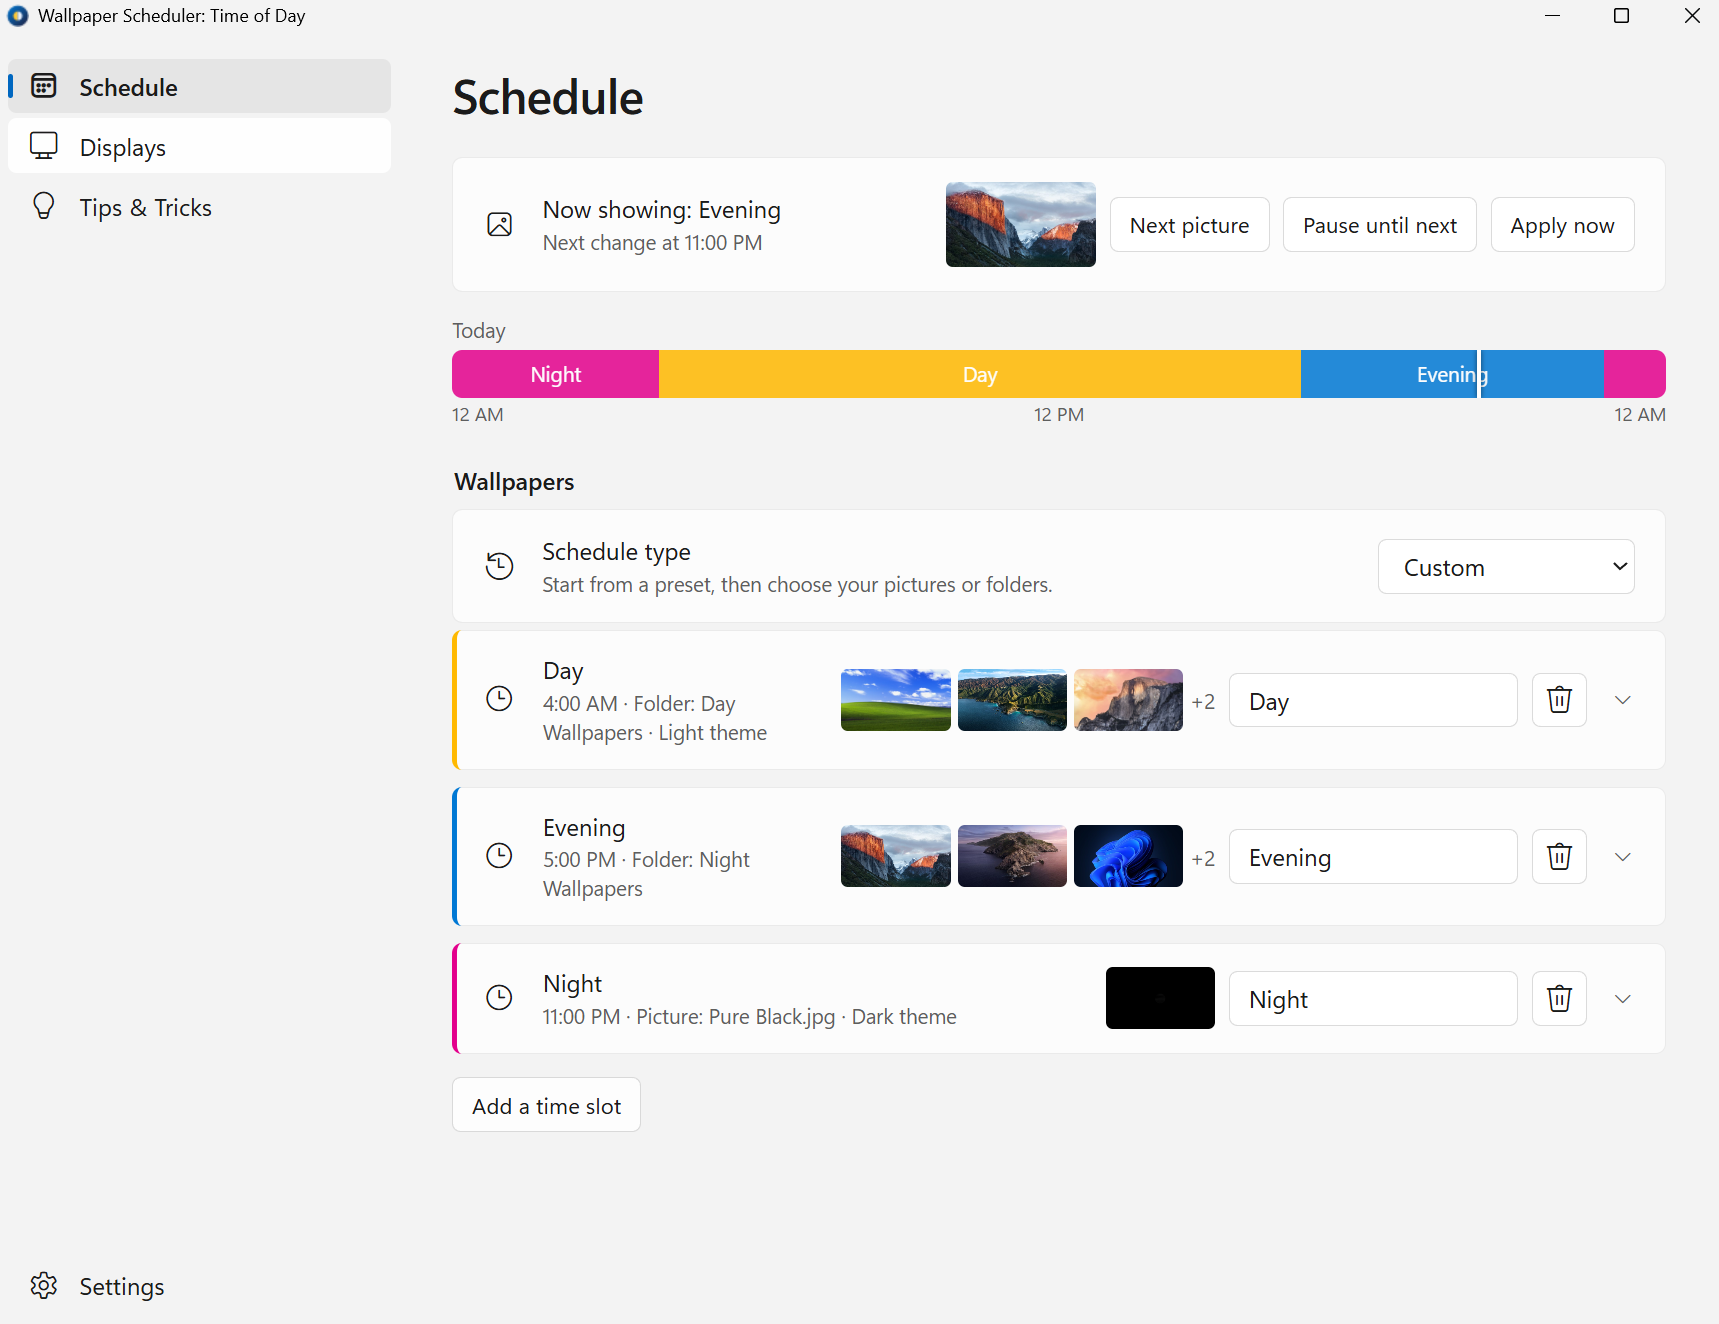 Wallpaper Scheduler: Time of Day
Schedule
Displays
Tips & Tricks
Settings
Schedule
Now showing: Evening
Next change at 11:00 PM
Next picture
Pause until next
Apply now
Today
Night
Day
Evening
12 AM
12 PM
12 AM
Wallpapers
Schedule type
Start from a preset, then choose your pictures or folders.
Custom
Day
4:00 AM · Folder: Day
Wallpapers · Light theme
+2
Day
Evening
5:00 PM · Folder: Night
Wallpapers
+2
Evening
Night
11:00 PM · Picture: Pure Black.jpg · Dark theme
Night
Add a time slot